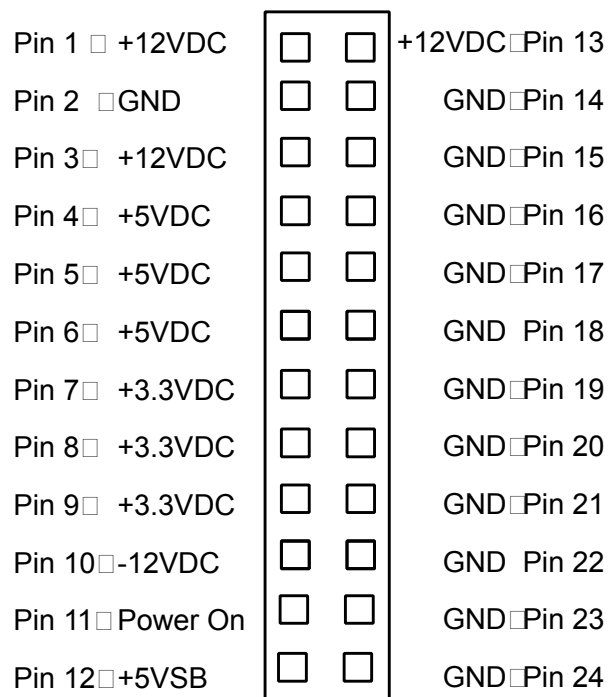 Pin 1 □ +12VDC +12VDC□Pin 13
Pin 2 □GND GND□Pin 14
Pin 3□ +12VDC GND□Pin 15
Pin 4□ +5VDC GND□Pin 16
Pin 5□ +5VDC GND□Pin 17
Pin 6□ +5VDC GND Pin 18
Pin 7□ +3.3VDC GND□Pin 19
Pin 8□ +3.3VDC GND□Pin 20
Pin 9□ +3.3VDC GND□Pin 21
Pin 10□-12VDC GND Pin 22
Pin 11□Power On GND□Pin 23
Pin 12□+5VSB GND□Pin 24